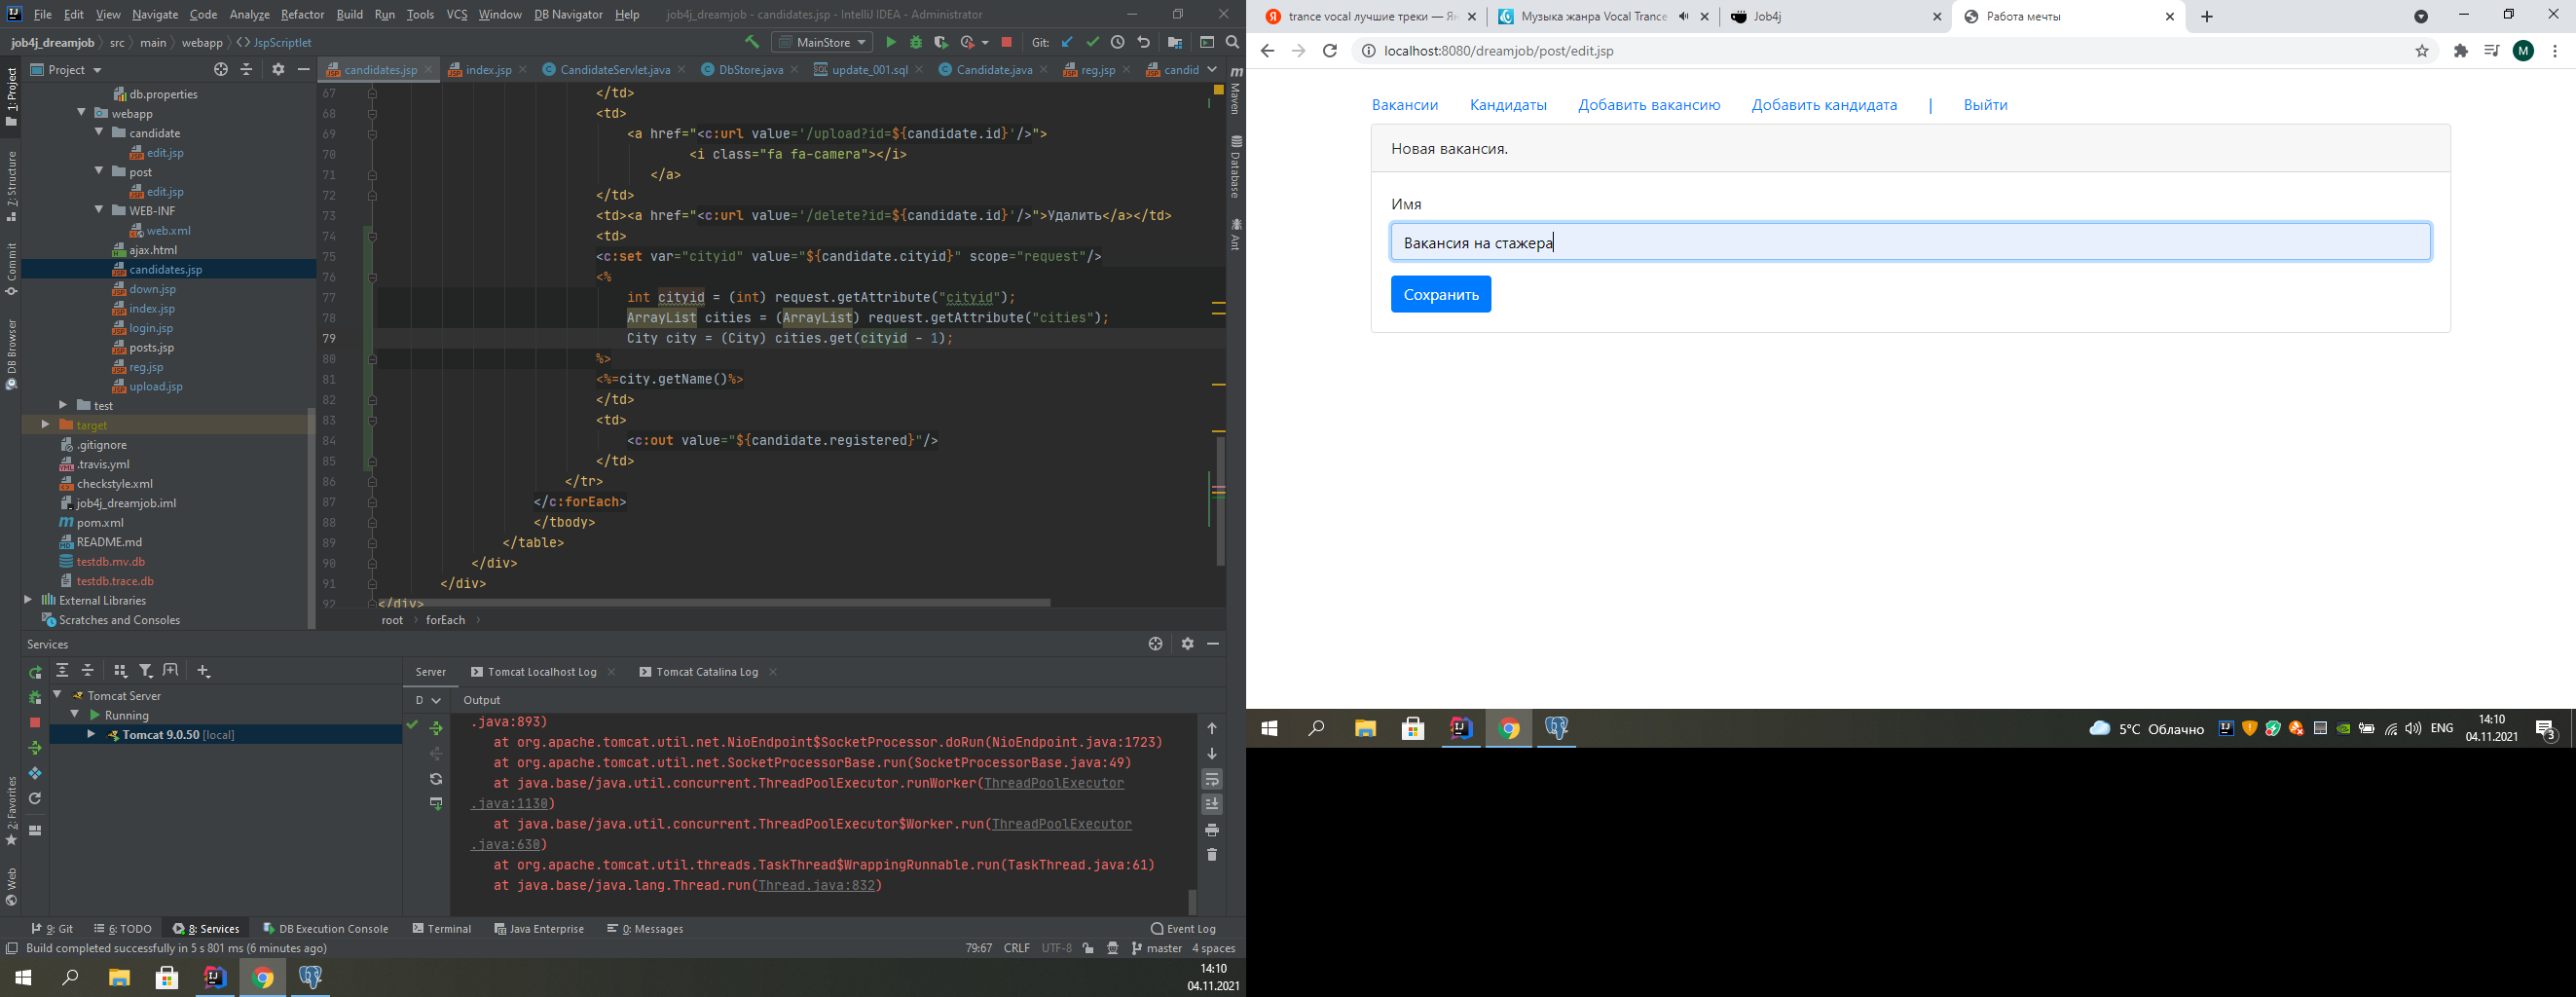 File Edit View Navigate Code Analyze Refactor Build Run Tools VCS Window DB Navigator Help job4j_dreamjob - candidates.jsp - IntelliJ IDEA - Administrator
job4j_dreamjob src main webapp JspScriptlet
MainStore
Git:
Project
candidates.jsp index.jsp CandidateServlet.java DbStore.java update_001.sql Candidate.java reg.jsp candid
1: Project
7: Structure
Commit
DB Browser
2: Favorites
Web
db.properties
webapp
candidate
edit.jsp
post
edit.jsp
WEB-INF
web.xml
ajax.html
candidates.jsp
down.jsp
index.jsp
login.jsp
posts.jsp
reg.jsp
upload.jsp
test
target
.gitignore
.travis.yml
checkstyle.xml
job4j_dreamjob.iml
pom.xml
README.md
testdb.mv.db
testdb.trace.db
External Libraries
Scratches and Consoles
67 </td>
68 <td>
69 <a href="<c:url value='/upload?id=${candidate.id}'/>">
70 <i class="fa fa-camera"></i>
71 </a>
72 </td>
73 <td><a href="<c:url value='/delete?id=${candidate.id}'/>">Удалить</a></td>
74 <td>
75 <c:set var="cityid" value="${candidate.cityid}" scope="request"/>
76 <%
77 int cityid = (int) request.getAttribute("cityid");
78 ArrayList cities = (ArrayList) request.getAttribute("cities");
79 City city = (City) cities.get(cityid - 1);
80 %>
81 <%=city.getName()%>
82 </td>
83 <td>
84 <c:out value="${candidate.registered}"/>
85 </td>
86 </tr>
87 </c:forEach>
88 </tbody>
89 </table>
90 </div>
91 </div>
92 </div>
root forEach
Maven
Database
Ant
Services
Server Tomcat Localhost Log Tomcat Catalina Log
D Output
Tomcat Server
Running
Tomcat 9.0.50 [local]
.java:893)
at org.apache.tomcat.util.net.NioEndpoint$SocketProcessor.doRun(NioEndpoint.java:1723)
at org.apache.tomcat.util.net.SocketProcessorBase.run(SocketProcessorBase.java:49)
at java.base/java.util.concurrent.ThreadPoolExecutor.runWorker(ThreadPoolExecutor
.java:1130)
at java.base/java.util.concurrent.ThreadPoolExecutor$Worker.run(ThreadPoolExecutor
.java:630)
at org.apache.tomcat.util.threads.TaskThread$WrappingRunnable.run(TaskThread.java:61)
at java.base/java.lang.Thread.run(Thread.java:832)
9: Git 6: TODO 8: Services DB Execution Console Terminal Java Enterprise 0: Messages Event Log
Build completed successfully in 5 s 801 ms (6 minutes ago) 79:67 CRLF UTF-8 master 4 spaces
14:10
04.11.2021
trance vocal лучшие треки — Ян Музыка жанра Vocal Trance Job4j Работа мечты
localhost:8080/dreamjob/post/edit.jsp
M
Вакансии Кандидаты Добавить вакансию Добавить кандидата | Выйти
Новая вакансия.
Имя
Вакансия на стажера
Сохранить
5°C Облачно ENG 14:10
04.11.2021
3